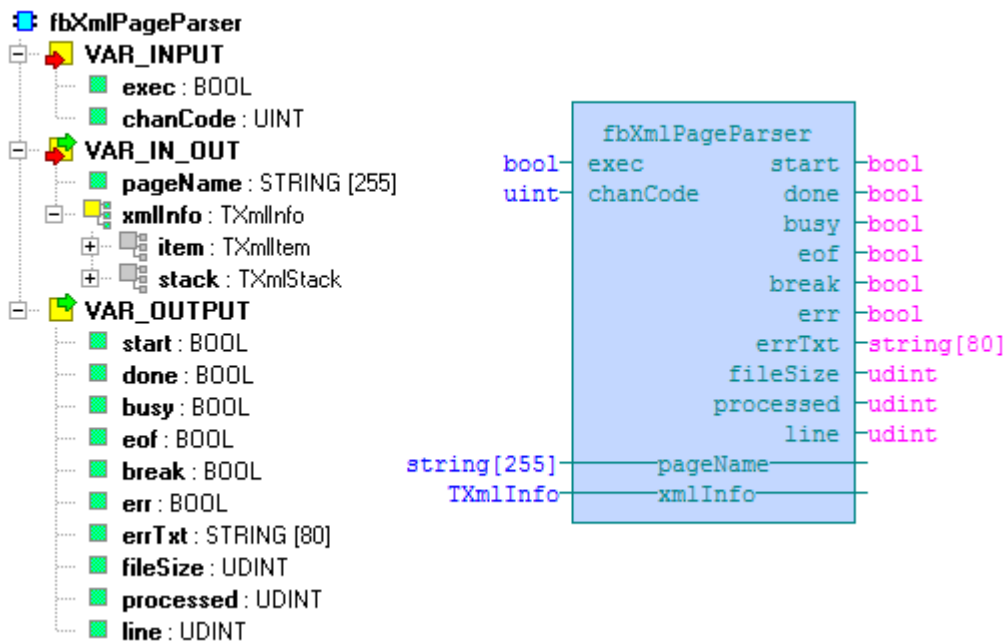 fbXmlPageParser
VAR_INPUT
exec : BOOL
chanCode : UINT
VAR_IN_OUT
pageName : STRING [255]
xmlInfo : TXmlInfo
item : TXmlItem
stack : TXmlStack
VAR_OUTPUT
start : BOOL
done : BOOL
busy : BOOL
eof : BOOL
break : BOOL
err : BOOL
errTxt : STRING [80]
fileSize : UDINT
processed : UDINT
line : UDINT
fbXmlPageParser
bool exec start bool
uint chanCode done bool
busy bool
eof bool
break bool
err bool
errTxt string[80]
fileSize udint
processed udint
line udint
string[255] pageName
TXmlInfo xmlInfo